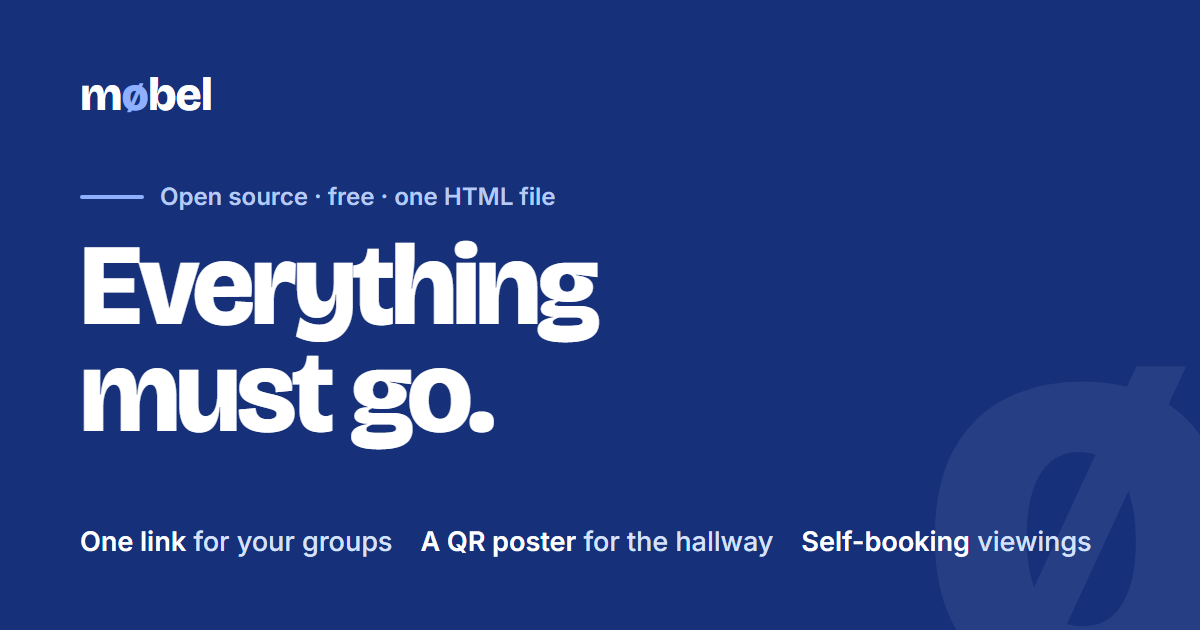 møbel
Open source · free · one HTML file
Everything
must go.
One link for your groups A QR poster for the hallway Self-booking viewings
ø